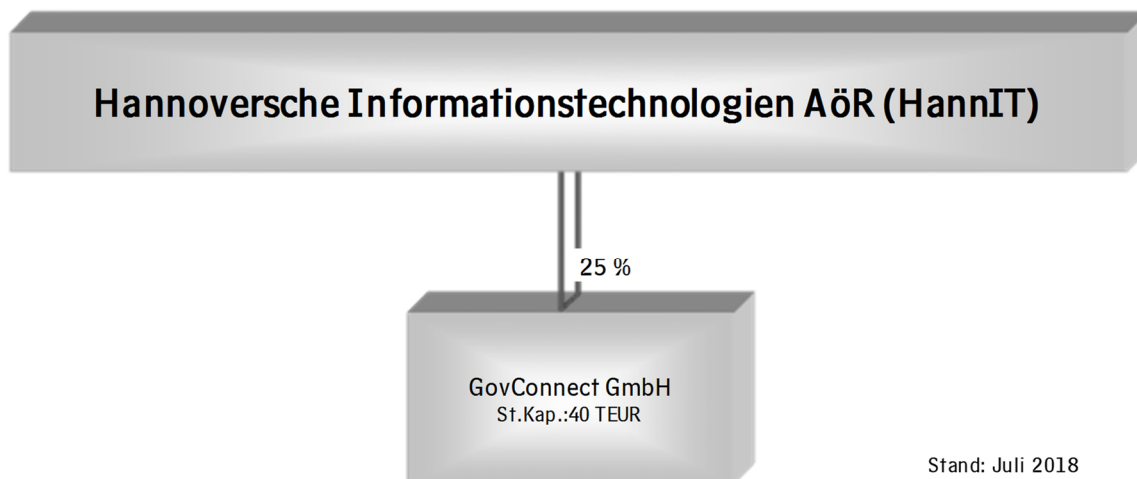 Hannoversche Informationstechnologien AöR (HannIT)
25 %
GovConnect GmbH
St.Kap.:40 TEUR
Stand: Juli 2018